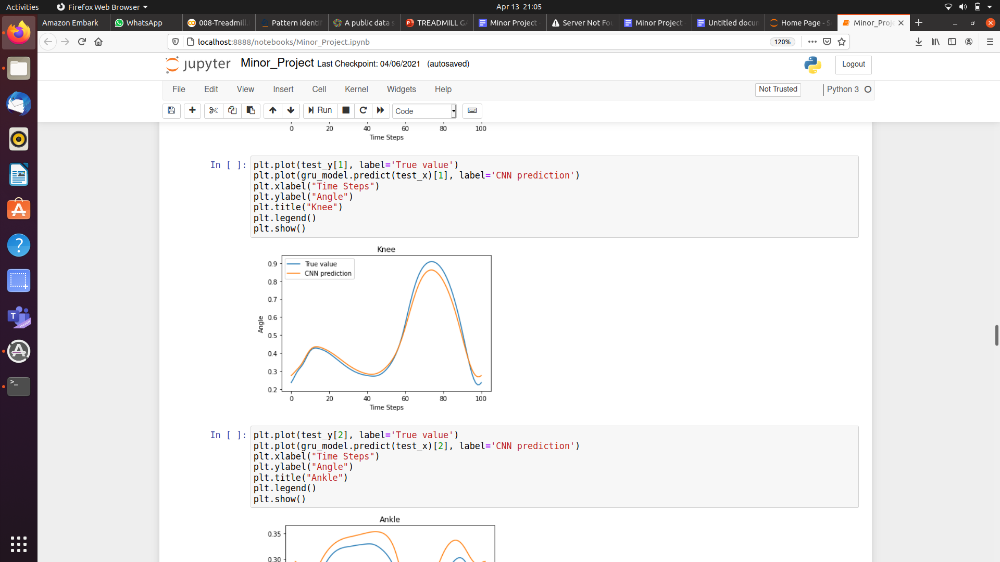 Activities
Firefox Web Browser
Apr 13 21:05
Amazon Embark
WhatsApp
008-Treadmill.
Pattern identif
A public data s
TREADMILL GA
Minor Project
Server Not Fou
Minor Project
Untitled docum
Home Page - S
Minor_Proje
localhost:8888/notebooks/Minor_Project.ipynb
120%
jupyter
Minor_Project Last Checkpoint: 04/06/2021 (autosaved)
Logout
File Edit View Insert Cell Kernel Widgets Help
Not Trusted
Python 3
Run
Code
0 20 40 60 80 100
Time Steps
In [ ]:
plt.plot(test_y[1], label='True value')
plt.plot(gru_model.predict(test_x)[1], label='CNN prediction')
plt.xlabel("Time Steps")
plt.ylabel("Angle")
plt.title("Knee")
plt.legend()
plt.show()
Knee
True value
CNN prediction
0.9
0.8
0.7
0.6
0.5
0.4
0.3
0.2
Angle
0 20 40 60 80 100
Time Steps
In [ ]:
plt.plot(test_y[2], label='True value')
plt.plot(gru_model.predict(test_x)[2], label='CNN prediction')
plt.xlabel("Time Steps")
plt.ylabel("Angle")
plt.title("Ankle")
plt.legend()
plt.show()
Ankle
0.35
0.30
T
PREVIEW